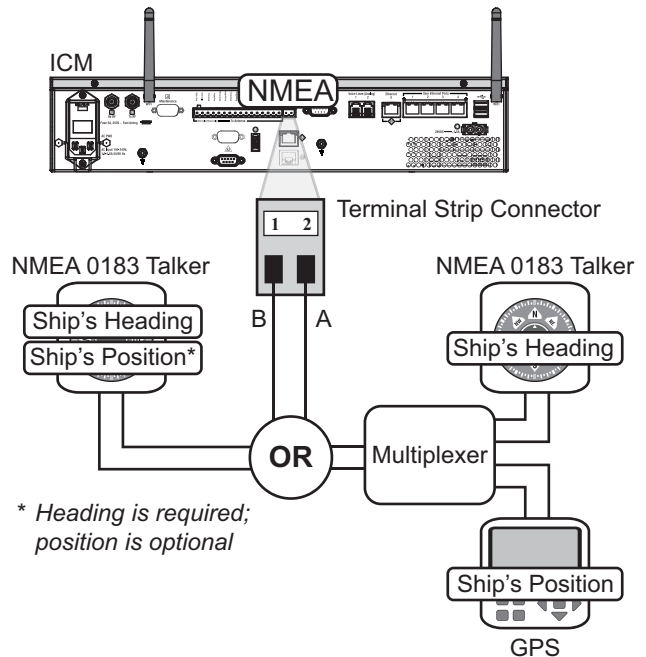 ICM
NMEA
Maintenance
1 2
Terminal Strip Connector
B A
NMEA 0183 Talker
Ship's Heading
Ship's Position*
NMEA 0183 Talker
N
Ship's Heading
OR
Multiplexer
* Heading is required;
position is optional
Ship's Position
GPS